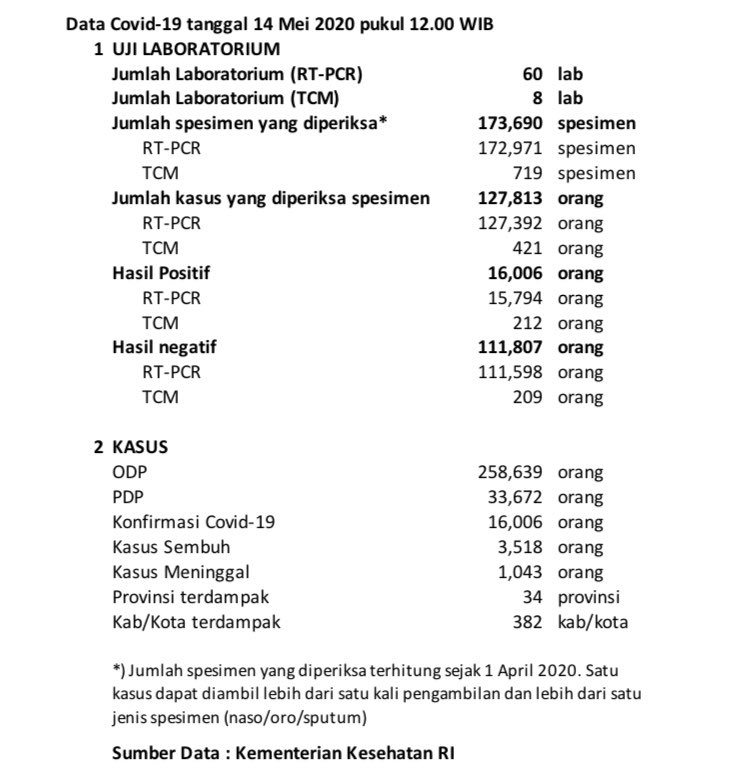 Data Covid-19 tanggal 14 Mei 2020 pukul 12.00 WIB
1 UJI LABORATORIUM
Jumlah Laboratorium (RT-PCR) 60 lab
Jumlah Laboratorium (TCM) 8 lab
Jumlah spesimen yang diperiksa* 173,690 spesimen
RT-PCR 172,971 spesimen
TCM 719 spesimen
Jumlah kasus yang diperiksa spesimen 127,813 orang
RT-PCR 127,392 orang
TCM 421 orang
Hasil Positif 16,006 orang
RT-PCR 15,794 orang
TCM 212 orang
Hasil negatif 111,807 orang
RT-PCR 111,598 orang
TCM 209 orang
2 KASUS
ODP 258,639 orang
PDP 33,672 orang
Konfirmasi Covid-19 16,006 orang
Kasus Sembuh 3,518 orang
Kasus Meninggal 1,043 orang
Provinsi terdampak 34 provinsi
Kab/Kota terdampak 382 kab/kota
*) Jumlah spesimen yang diperiksa terhitung sejak 1 April 2020. Satu
kasus dapat diambil lebih dari satu kali pengambilan dan lebih dari satu
jenis spesimen (naso/oro/sputum)
Sumber Data : Kementerian Kesehatan RI